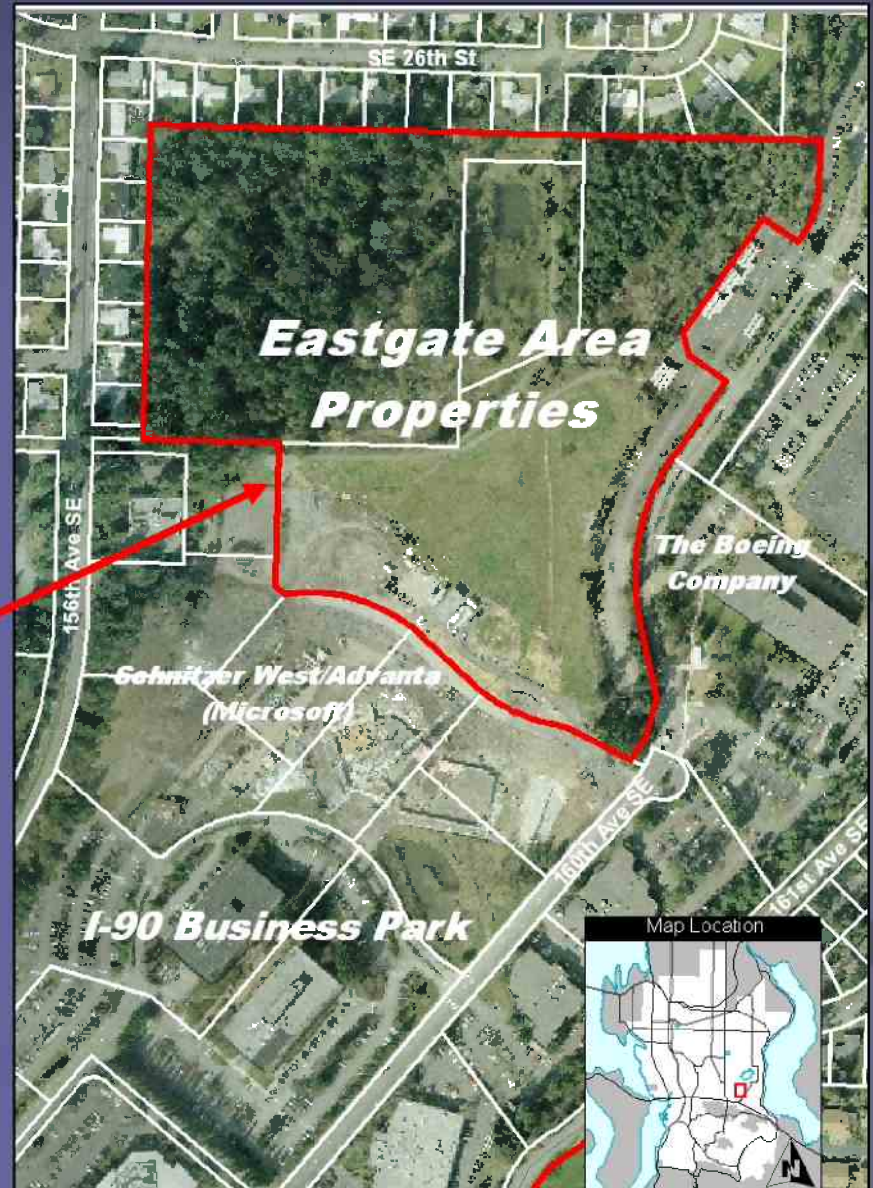 SE 26th St
Eastgate Area
Properties
156th Ave SE
The Boeing
Company
Schnitzer West/Advanta
(Microsoft)
160th Ave SE
161st Ave SE
I-90 Business Park
Map Location
N